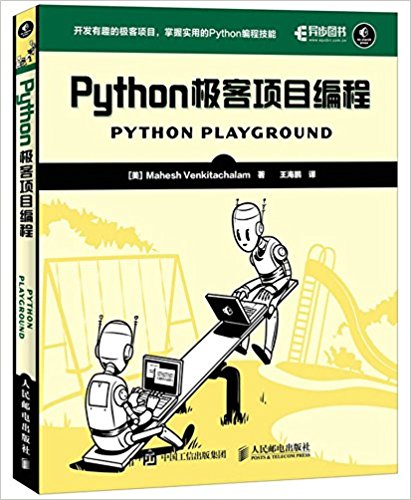 开发有趣的极客项目,掌握实用的Python编程技能
异步图书
www.epubit.com.cn
Python极客项目编程
PYTHON PLAYGROUND
[美] Mahesh Venkitachalam 著 王海鹏 译
中国工信出版集团
人民邮电出版社
POSTS & TELECOM PRESS
Python极客项目编程
PYTHON
PLAYGROUND
人民邮电出版社